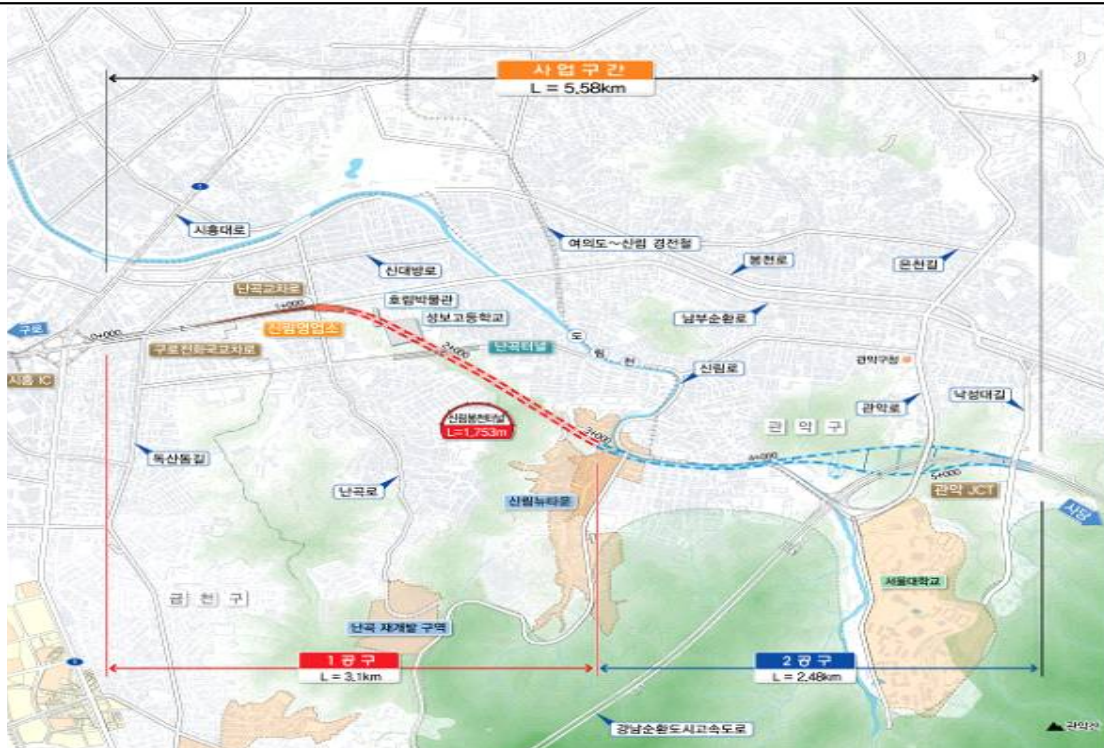 사업구간
L = 5.58km
1
시흥대로
여의도~신림 경전철
봉천로
은천길
신대방로
난곡교차로
호림박물관
성보고등학교
남부순환로
구로
0+000
1+000
신림영업소
구로전화국교차로
2+000
난곡터널
도림천
신림로
관악구청
시흥 IC
신림봉천터널
L=1,753m
관악로
낙성대길
관악구
3+000
4+000
5+000
독산동길
난곡로
신림뉴타운
관악 JCT
사당
서울대학교
금천구
난곡 재개발 구역
1공구
L = 3.1km
2공구
L = 2.48km
강남순환도시고속도로
관악산